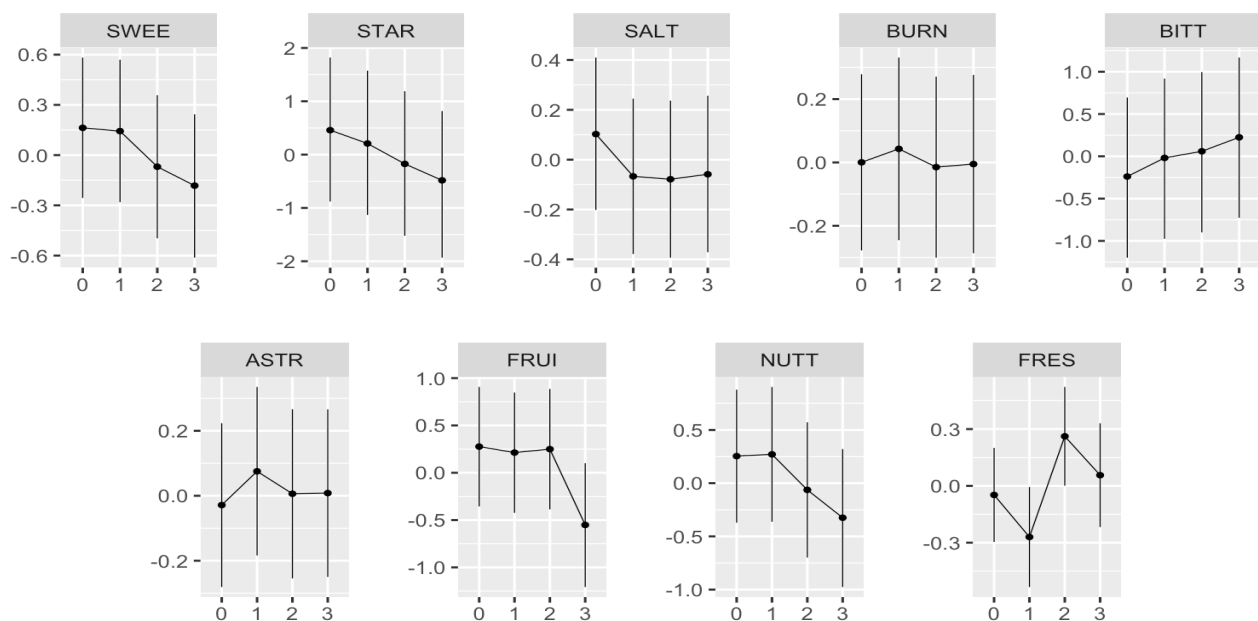 SWEE STAR SALT BURN BITT
0.6 2 0.4 0.2 1.0
0.3 1 0.2 0.0 0.5
0.0 0 0.0 -0.2 0.0
-0.3 -1 -0.2 -0.5
-0.6 -2 -0.4 -1.0
0 1 2 3 0 1 2 3 0 1 2 3 0 1 2 3 0 1 2 3
ASTR FRUI NUTT FRES
0.2 1.0 0.5 0.3
0.0 0.5 0.0 0.0
-0.2 0.0 -0.5 -0.3
-0.5 -1.0
-1.0
0 1 2 3 0 1 2 3 0 1 2 3 0 1 2 3